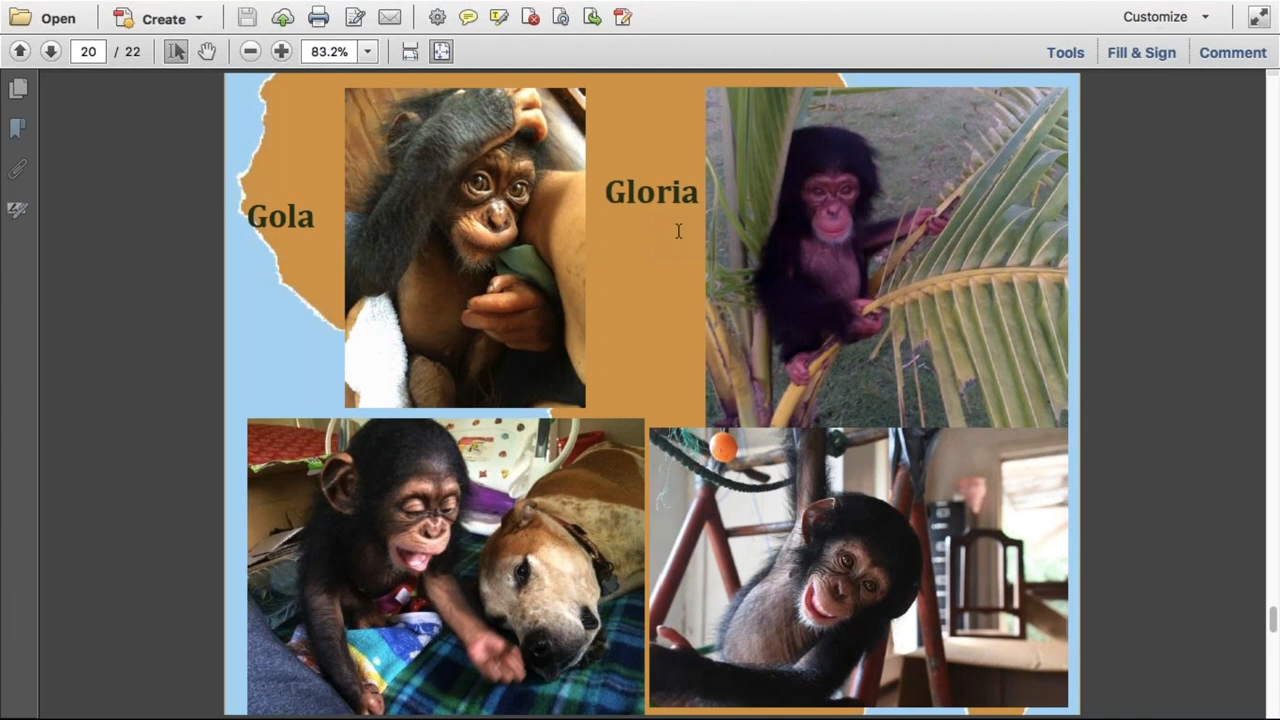 Open
Create
Customize
20 / 22
83.2%
Tools
Fill & Sign
Comment
Gola
Gloria